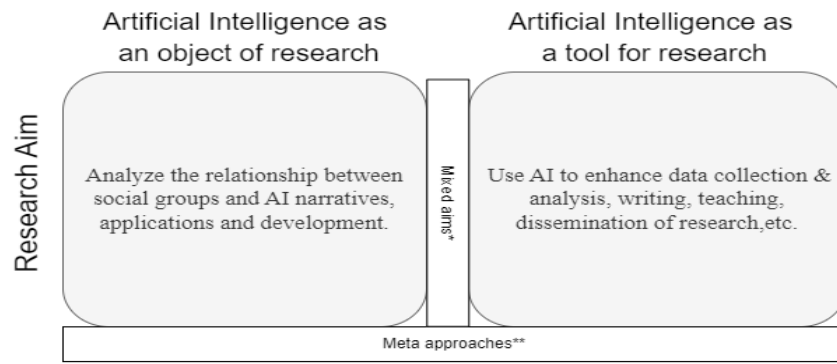 Artificial Intelligence as
an object of research
Artificial Intelligence as
a tool for research
Research Aim
Analyze the relationship between
social groups and AI narratives,
applications and development.
Mixed aims*
Use AI to enhance data collection &
analysis, writing, teaching,
dissemination of research,etc.
Meta approaches**